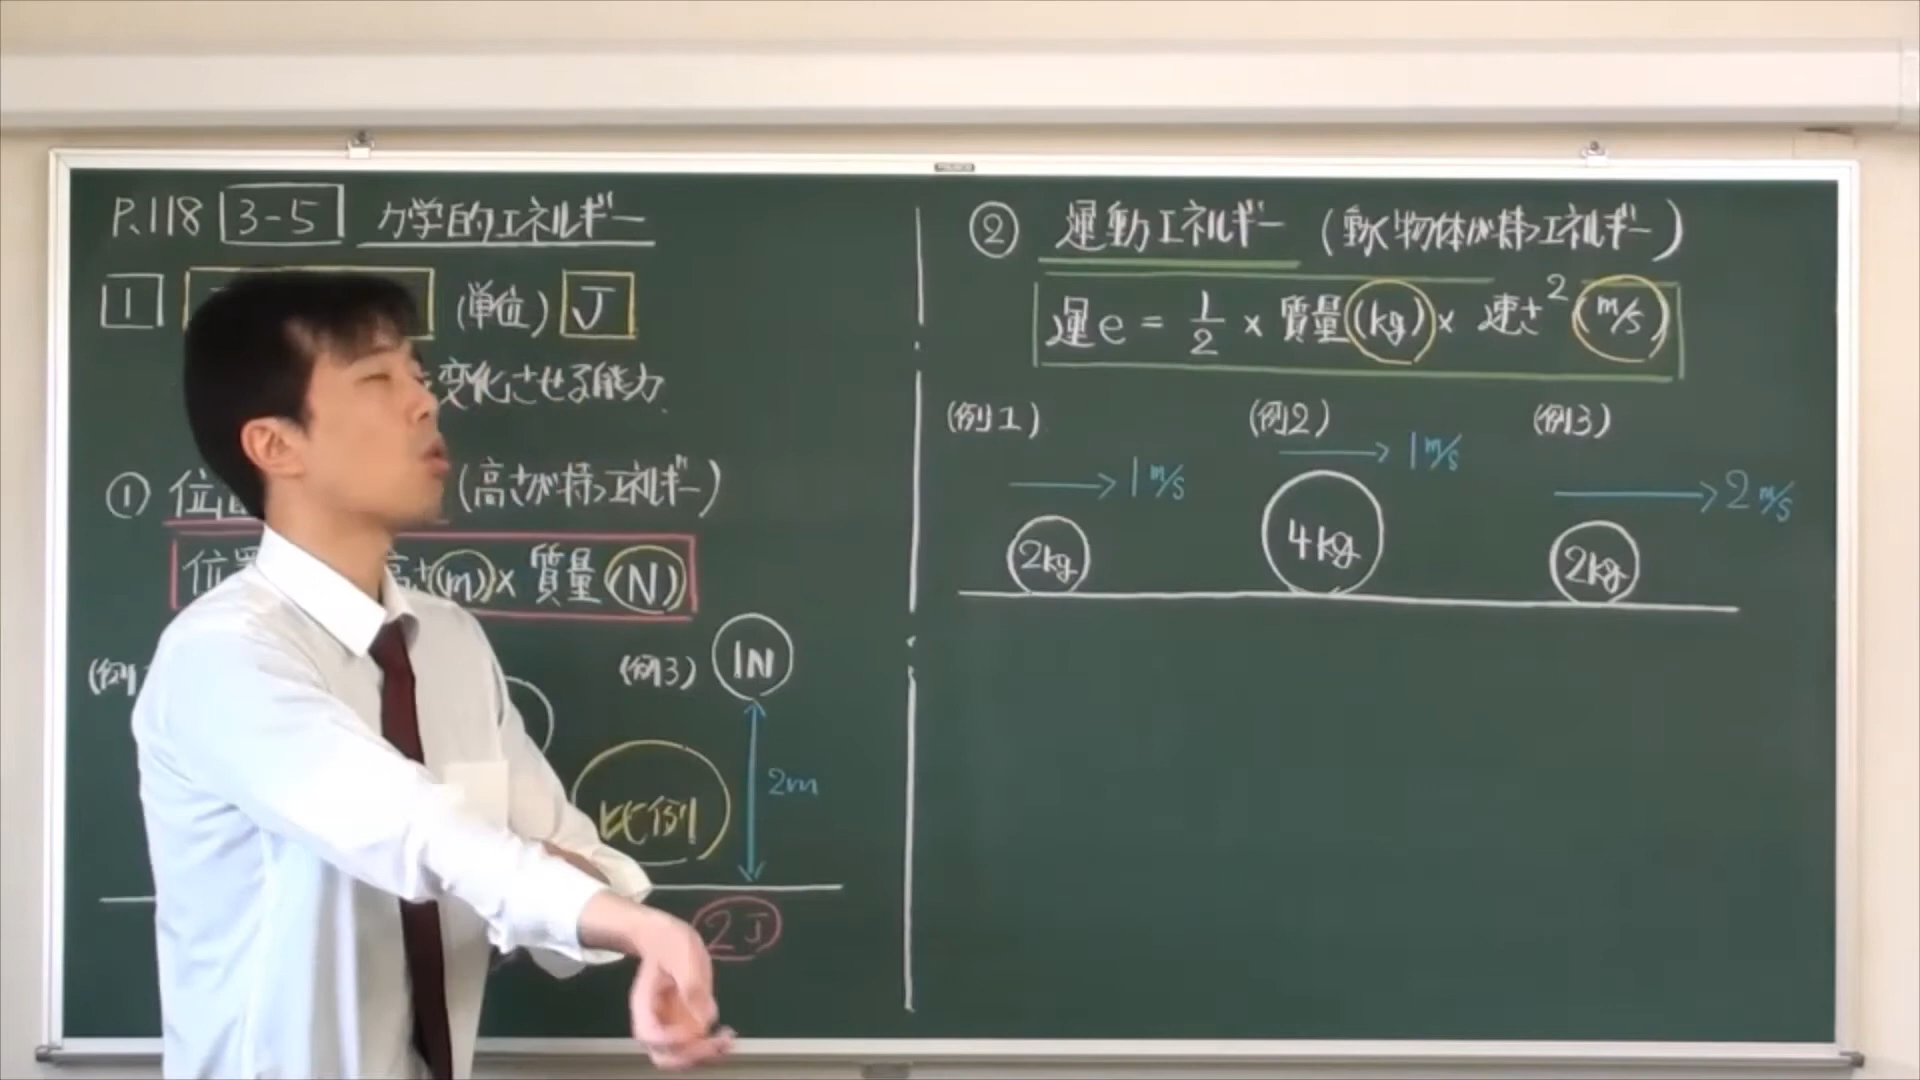 P.118 3-5 力学的エネルギー
1 (単位) J
変化させる能力
① 位置 (高さが持つエネルギー)
位置 高さ(m)×質量(N)
(例 (例3) 1N
比例 2m
2J
② 運動エネルギー (動く物体が持つエネルギー)
運e = 1/2 × 質量(kg) × 速さ² (m/s)
(例1) (例2) (例3)
1m/s 1m/s 2m/s
2kg 4kg 2kg